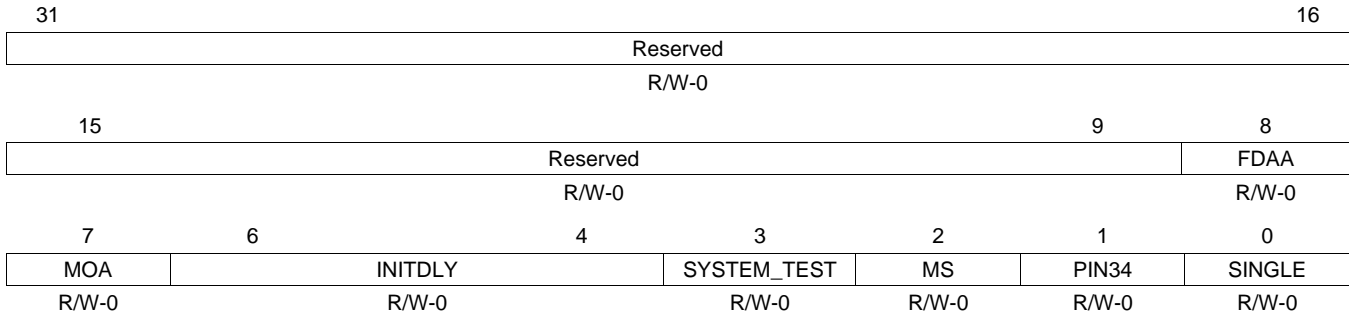 31 16
Reserved
R/W-0
15 9 8
Reserved FDAA
R/W-0 R/W-0
7 6 4 3 2 1 0
MOA INITDLY SYSTEM_TEST MS PIN34 SINGLE
R/W-0 R/W-0 R/W-0 R/W-0 R/W-0 R/W-0